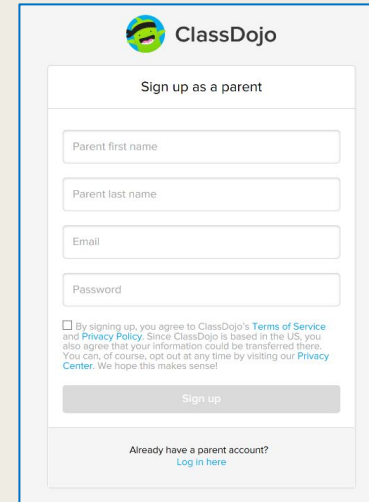 ClassDojo
Sign up as a parent
Parent first name
Parent last name
Email
Password
By signing up, you agree to ClassDojo's Terms of Service
and Privacy Policy. Since ClassDojo is based in the US, you
also agree that your information could be transferred there.
You can, of course, opt out at any time by visiting our Privacy
Center. We hope this makes sense!
Sign up
Already have a parent account?
Log in here